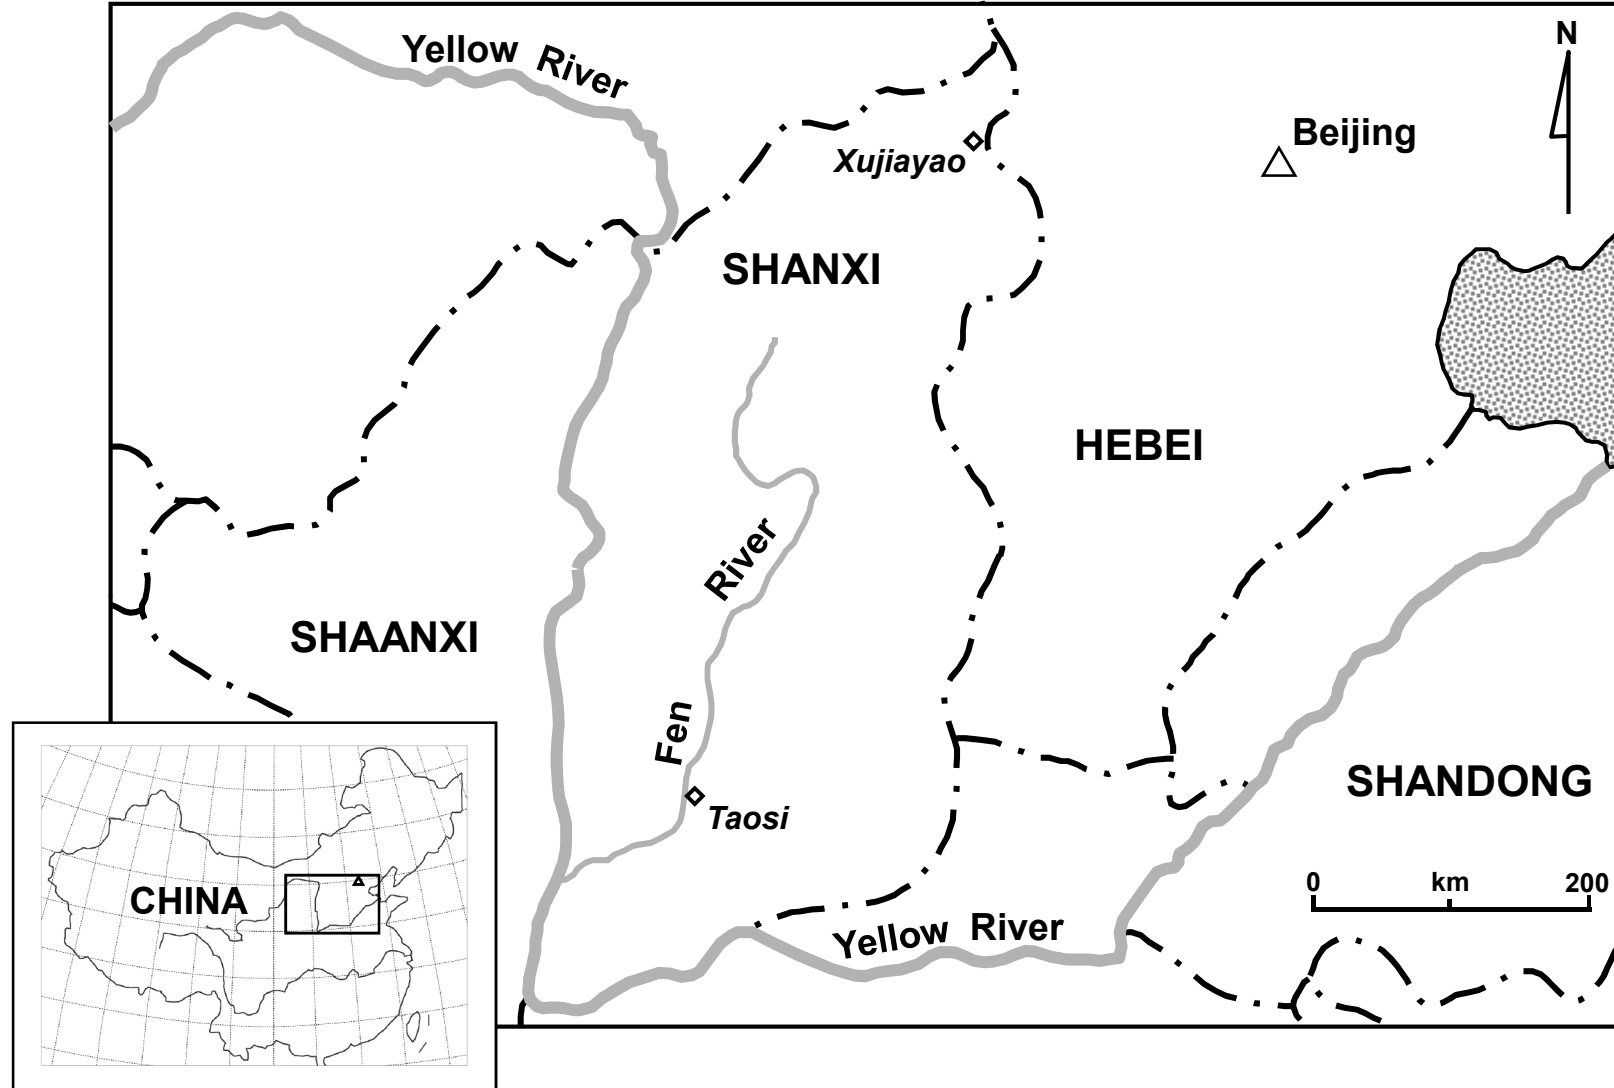 Yellow River
N
Beijing
Xujiayao
SHANXI
HEBEI
River
SHAANXI
Fen
Taosi
SHANDONG
0 km 200
CHINA
Yellow River